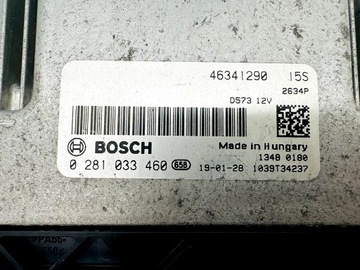 46341290 15S
2634P
D573 12V
BOSCH
Made in Hungary
1348 0180
0 281 033 460 658 19-01-28 1039T34237